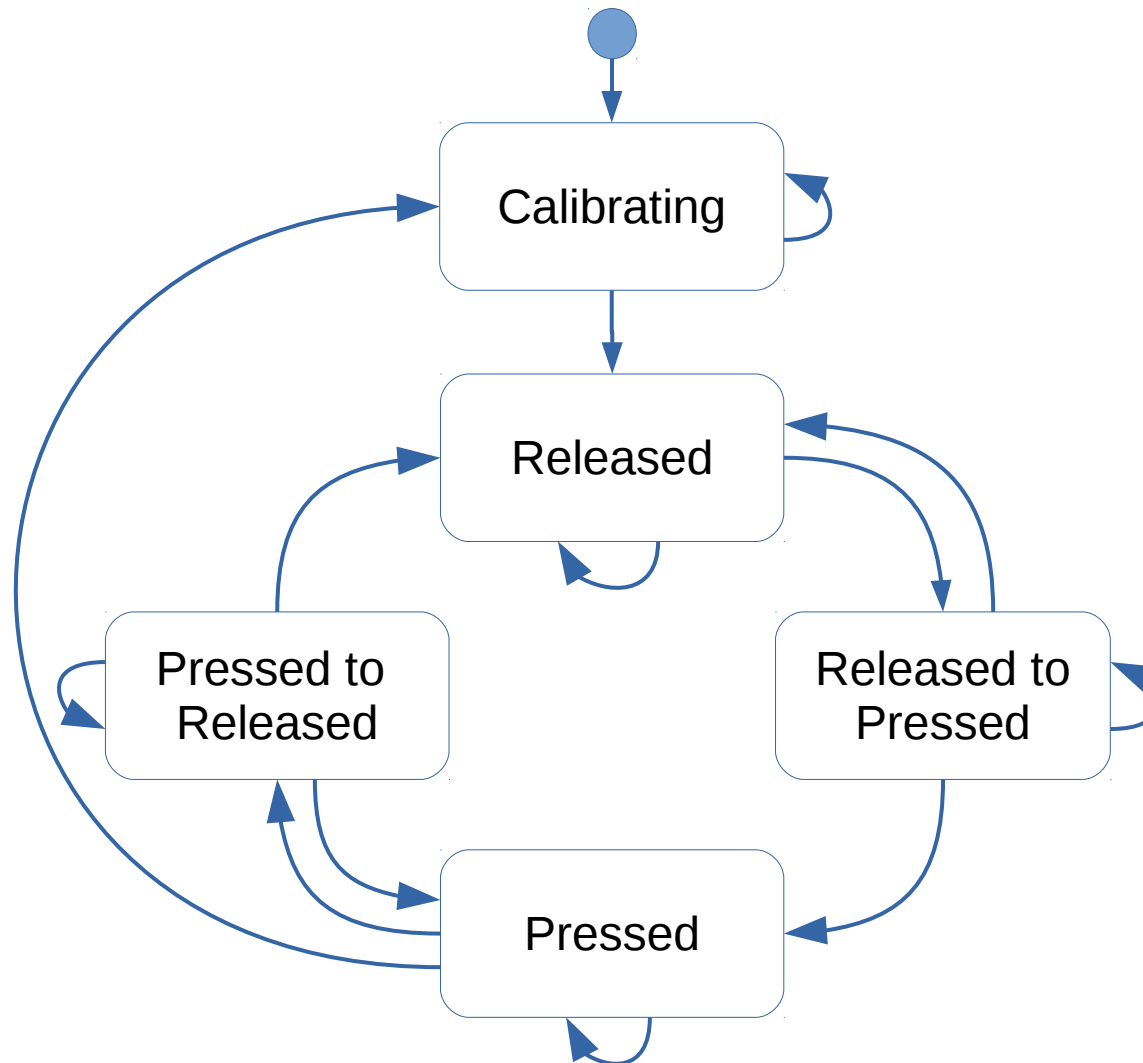 Calibrating
Released
Pressed to
Released
Released to
Pressed
Pressed